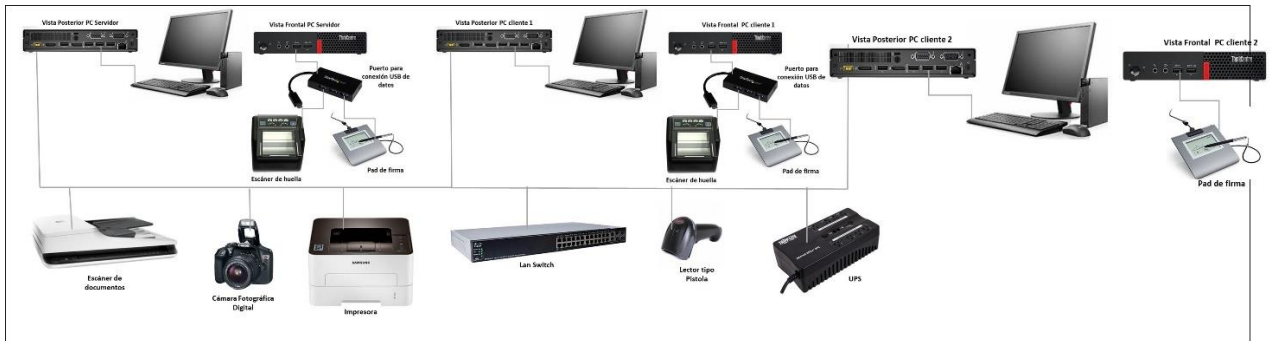 Vista Posterior PC Servidor
Vista Frontal PC Servidor
Vista Posterior PC cliente 1
Vista Frontal PC cliente 1
Vista Posterior PC cliente 2
Vista Frontal PC cliente 2
Puerto para
conexión USB de
datos
Puerto para
conexión USB de
datos
Escáner de huella
Pad de firma
Escáner de huella
Pad de firma
Pad de firma
Escáner de
documentos
Cámara Fotográfica
Digital
SAMSUNG
Impresora
Lan Switch
Lector tipo
Pistola
UPS